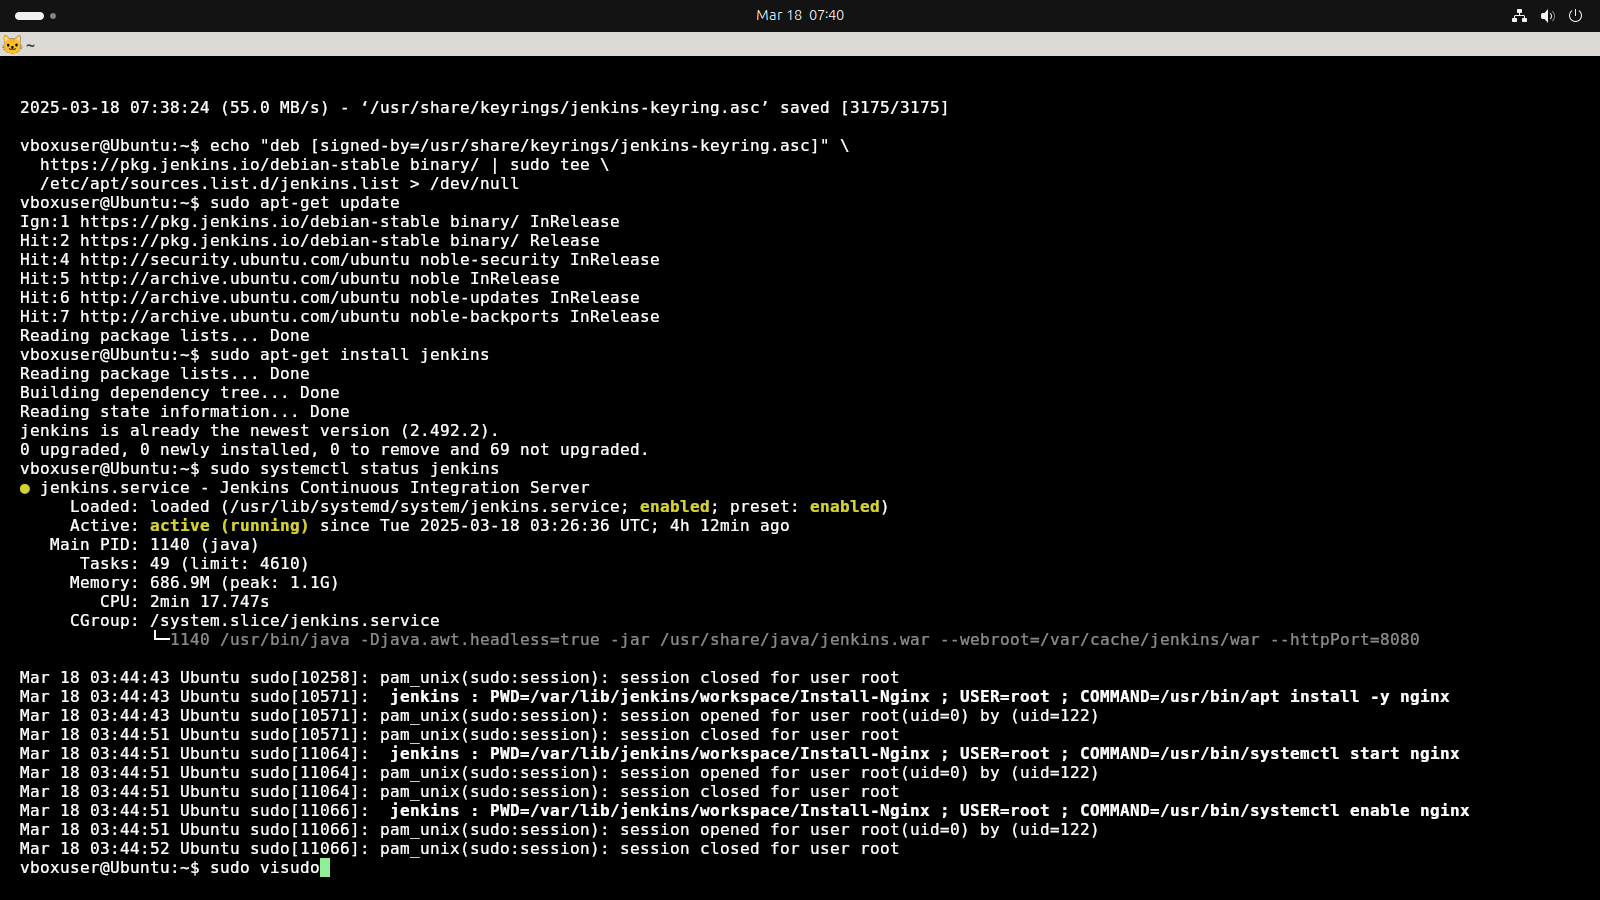 Mar 18 07:40
~
2025-03-18 07:38:24 (55.0 MB/s) - ‘/usr/share/keyrings/jenkins-keyring.asc’ saved [3175/3175]
vboxuser@Ubuntu:~$ echo "deb [signed-by=/usr/share/keyrings/jenkins-keyring.asc]" \
  https://pkg.jenkins.io/debian-stable binary/ | sudo tee \
  /etc/apt/sources.list.d/jenkins.list > /dev/null
vboxuser@Ubuntu:~$ sudo apt-get update
Ign:1 https://pkg.jenkins.io/debian-stable binary/ InRelease
Hit:2 https://pkg.jenkins.io/debian-stable binary/ Release
Hit:4 http://security.ubuntu.com/ubuntu noble-security InRelease
Hit:5 http://archive.ubuntu.com/ubuntu noble InRelease
Hit:6 http://archive.ubuntu.com/ubuntu noble-updates InRelease
Hit:7 http://archive.ubuntu.com/ubuntu noble-backports InRelease
Reading package lists... Done
vboxuser@Ubuntu:~$ sudo apt-get install jenkins
Reading package lists... Done
Building dependency tree... Done
Reading state information... Done
jenkins is already the newest version (2.492.2).
0 upgraded, 0 newly installed, 0 to remove and 69 not upgraded.
vboxuser@Ubuntu:~$ sudo systemctl status jenkins
● jenkins.service - Jenkins Continuous Integration Server
     Loaded: loaded (/usr/lib/systemd/system/jenkins.service; enabled; preset: enabled)
     Active: active (running) since Tue 2025-03-18 03:26:36 UTC; 4h 12min ago
   Main PID: 1140 (java)
      Tasks: 49 (limit: 4610)
     Memory: 686.9M (peak: 1.1G)
        CPU: 2min 17.747s
     CGroup: /system.slice/jenkins.service
             └─1140 /usr/bin/java -Djava.awt.headless=true -jar /usr/share/java/jenkins.war --webroot=/var/cache/jenkins/war --httpPort=8080
Mar 18 03:44:43 Ubuntu sudo[10258]: pam_unix(sudo:session): session closed for user root
Mar 18 03:44:43 Ubuntu sudo[10571]:  jenkins : PWD=/var/lib/jenkins/workspace/Install-Nginx ; USER=root ; COMMAND=/usr/bin/apt install -y nginx
Mar 18 03:44:43 Ubuntu sudo[10571]: pam_unix(sudo:session): session opened for user root(uid=0) by (uid=122)
Mar 18 03:44:51 Ubuntu sudo[10571]: pam_unix(sudo:session): session closed for user root
Mar 18 03:44:51 Ubuntu sudo[11064]:  jenkins : PWD=/var/lib/jenkins/workspace/Install-Nginx ; USER=root ; COMMAND=/usr/bin/systemctl start nginx
Mar 18 03:44:51 Ubuntu sudo[11064]: pam_unix(sudo:session): session opened for user root(uid=0) by (uid=122)
Mar 18 03:44:51 Ubuntu sudo[11064]: pam_unix(sudo:session): session closed for user root
Mar 18 03:44:51 Ubuntu sudo[11066]:  jenkins : PWD=/var/lib/jenkins/workspace/Install-Nginx ; USER=root ; COMMAND=/usr/bin/systemctl enable nginx
Mar 18 03:44:51 Ubuntu sudo[11066]: pam_unix(sudo:session): session opened for user root(uid=0) by (uid=122)
Mar 18 03:44:52 Ubuntu sudo[11066]: pam_unix(sudo:session): session closed for user root
vboxuser@Ubuntu:~$ sudo visudo